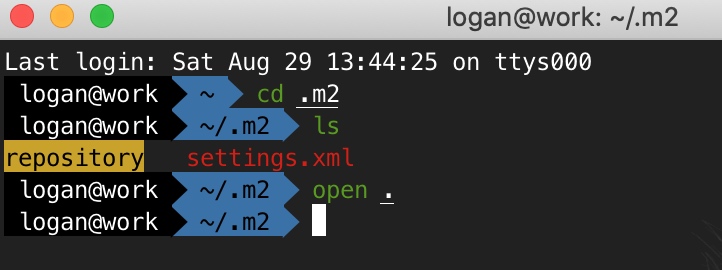 logan@work: ~/.m2
Last login: Sat Aug 29 13:44:25 on ttys000
logan@work ~ cd .m2
logan@work ~/.m2 ls
repository settings.xml
logan@work ~/.m2 open .
logan@work ~/.m2